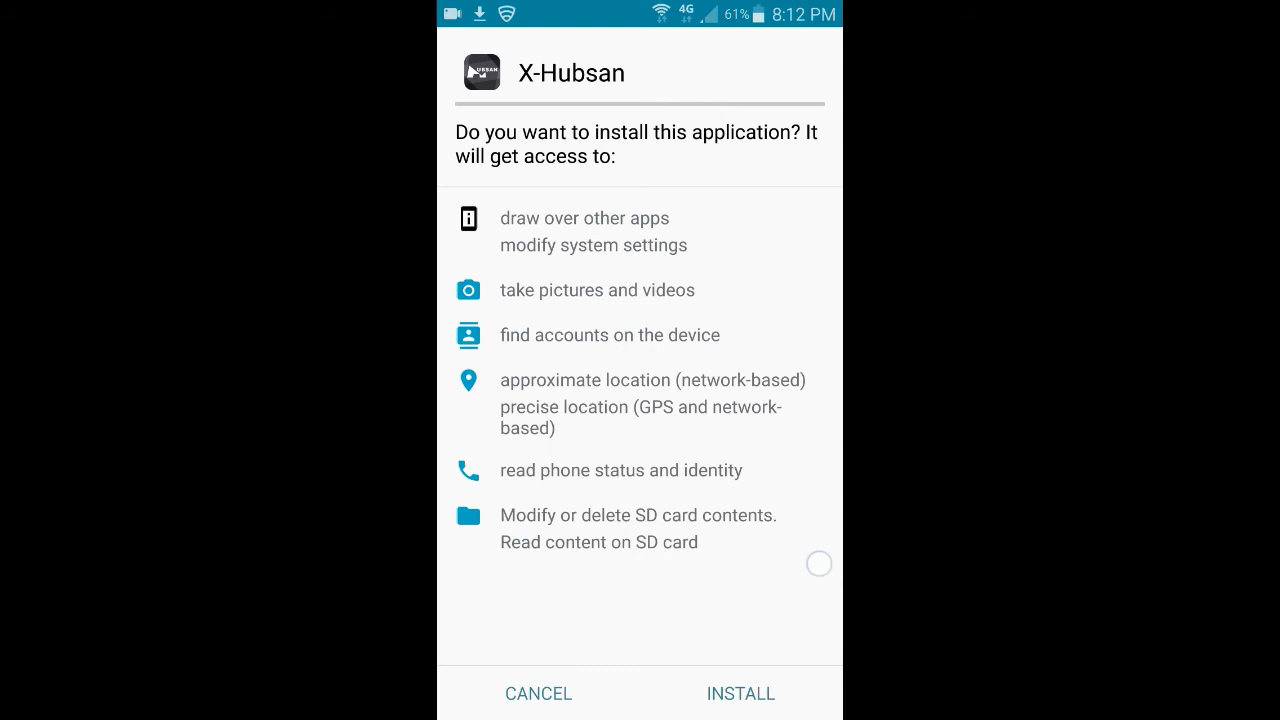 4G 61% 8:12 PM
HUBSAN
X-Hubsan
Do you want to install this application? It
will get access to:
draw over other apps
modify system settings
take pictures and videos
find accounts on the device
approximate location (network-based)
precise location (GPS and network-
based)
read phone status and identity
Modify or delete SD card contents.
Read content on SD card
CANCEL INSTALL